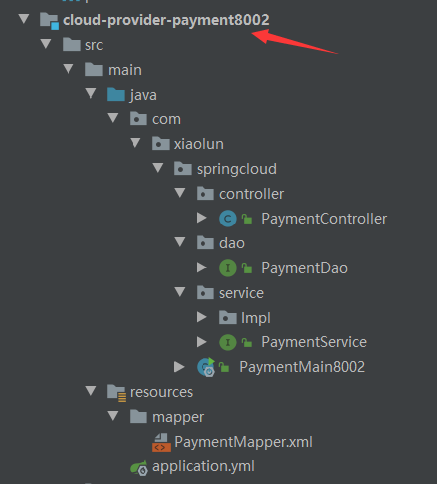 cloud-provider-payment8002
src
main
java
com
xiaolun
springcloud
controller
C PaymentController
dao
I PaymentDao
service
Impl
I PaymentService
PaymentMain8002
resources
mapper
PaymentMapper.xml
application.yml